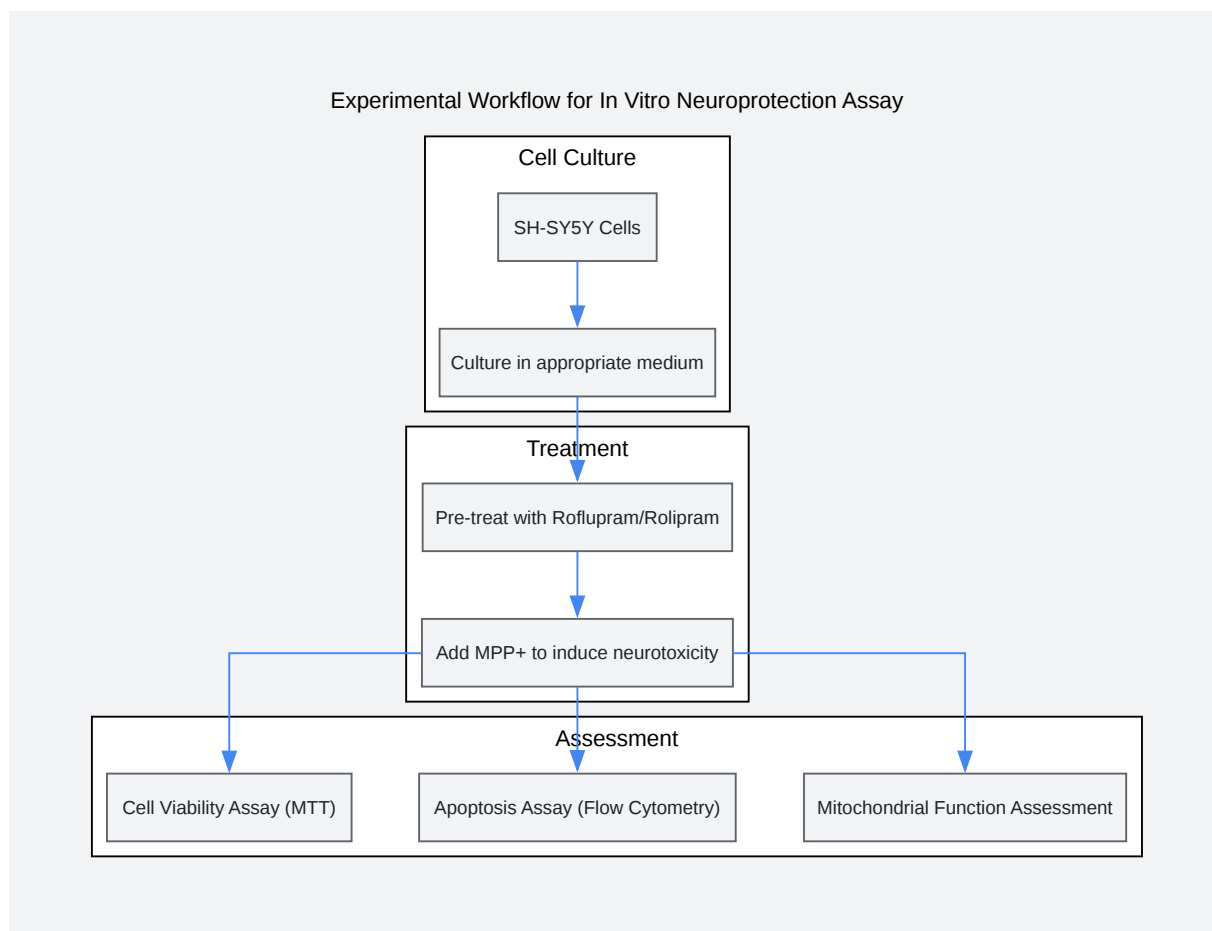 Experimental Workflow for In Vitro Neuroprotection Assay
Cell Culture
SH-SY5Y Cells
Culture in appropriate medium
Treatment
Pre-treat with Roflupram/Rolipram
Add MPP+ to induce neurotoxicity
Assessment
Cell Viability Assay (MTT)
Apoptosis Assay (Flow Cytometry)
Mitochondrial Function Assessment